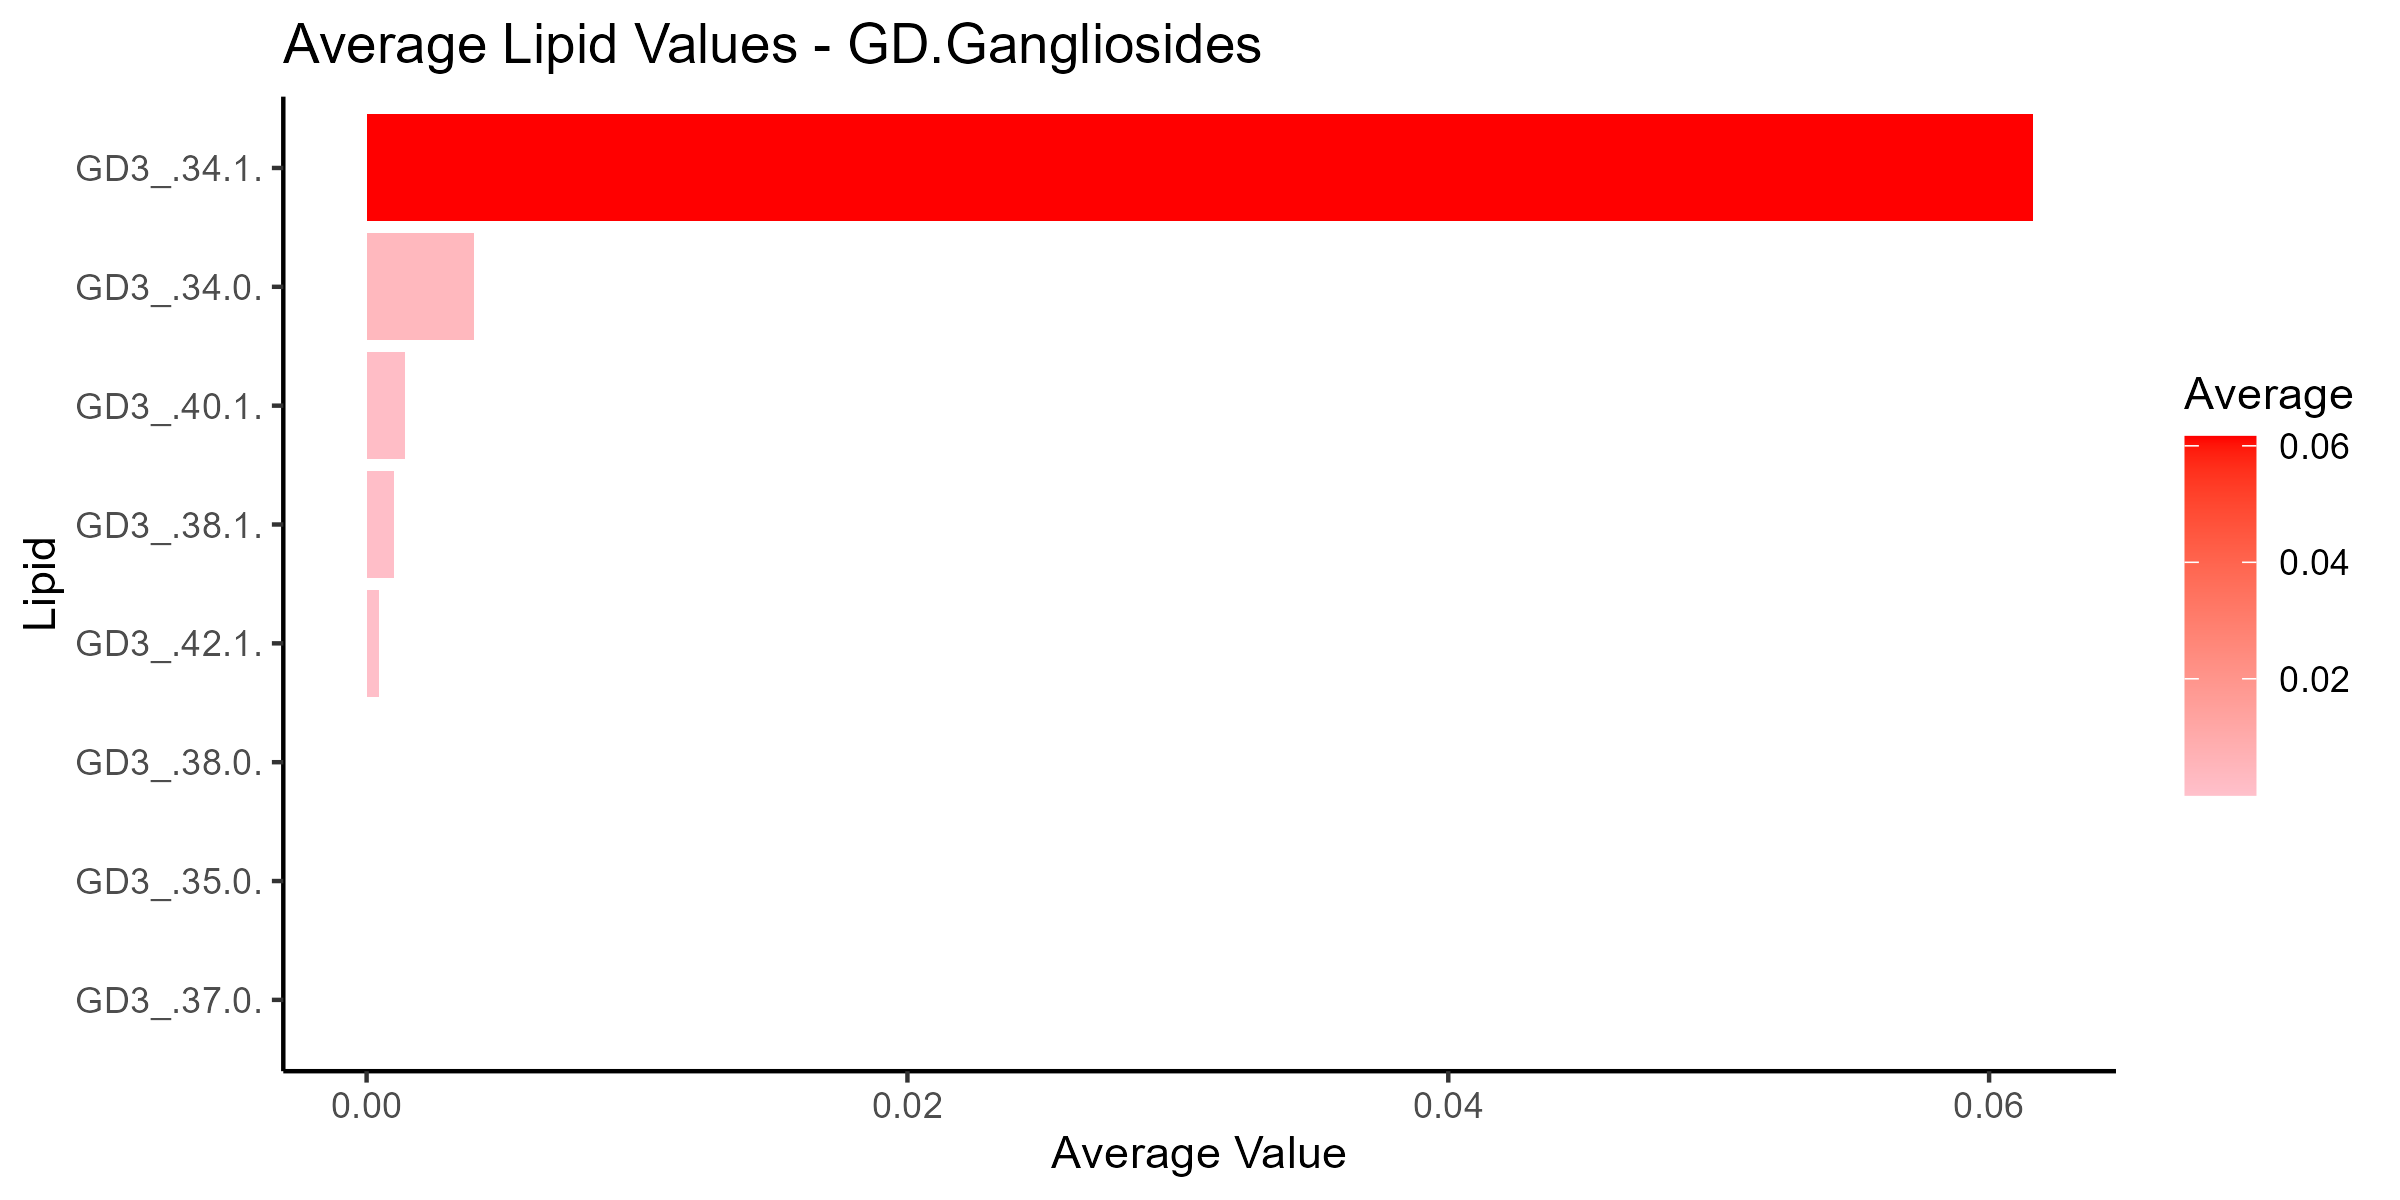 Average Lipid Values - GD.Gangliosides
GD3_.34.1.
GD3_.34.0.
GD3_.40.1.
GD3_.38.1.
GD3_.42.1.
GD3_.38.0.
GD3_.35.0.
GD3_.37.0.
Lipid
0.00 0.02 0.04 0.06
Average Value
Average
0.06
0.04
0.02